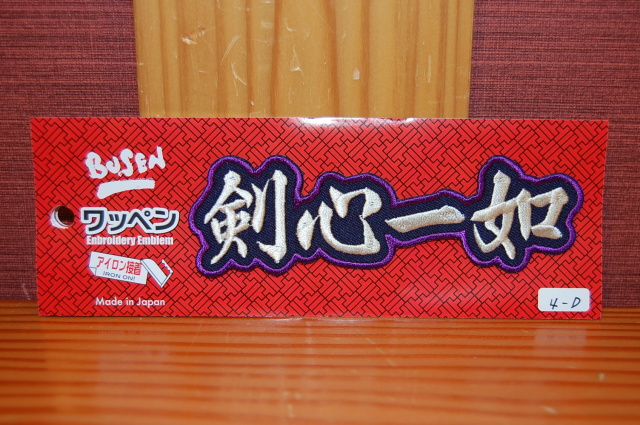 BUSEN
ワッペン
Enbroidery Emblem
アイロン接着
IRON ON!
Made in Japan
剣心一如
4-D